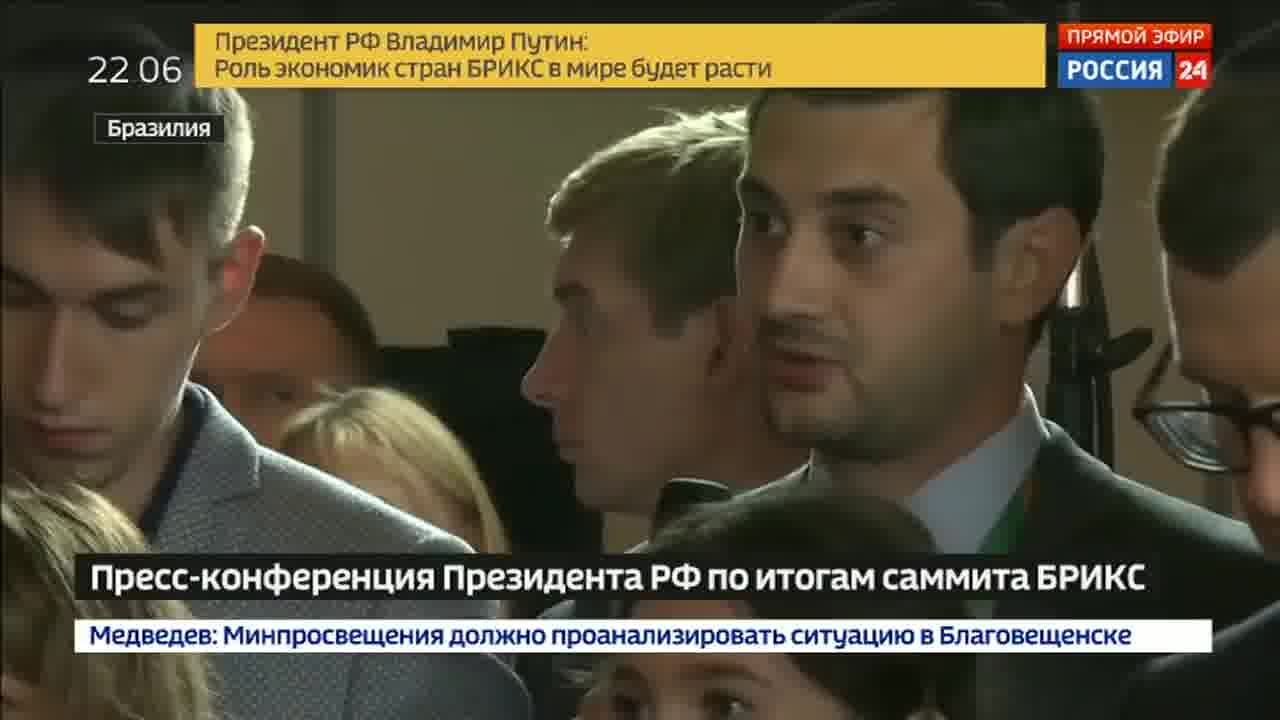 22 06
Президент РФ Владимир Путин:
Роль экономик стран БРИКС в мире будет расти
ПРЯМОЙ ЭФИР
РОССИЯ 24
Бразилия
Пресс-конференция Президента РФ по итогам саммита БРИКС
Медведев: Минпросвещения должно проанализировать ситуацию в Благовещенске